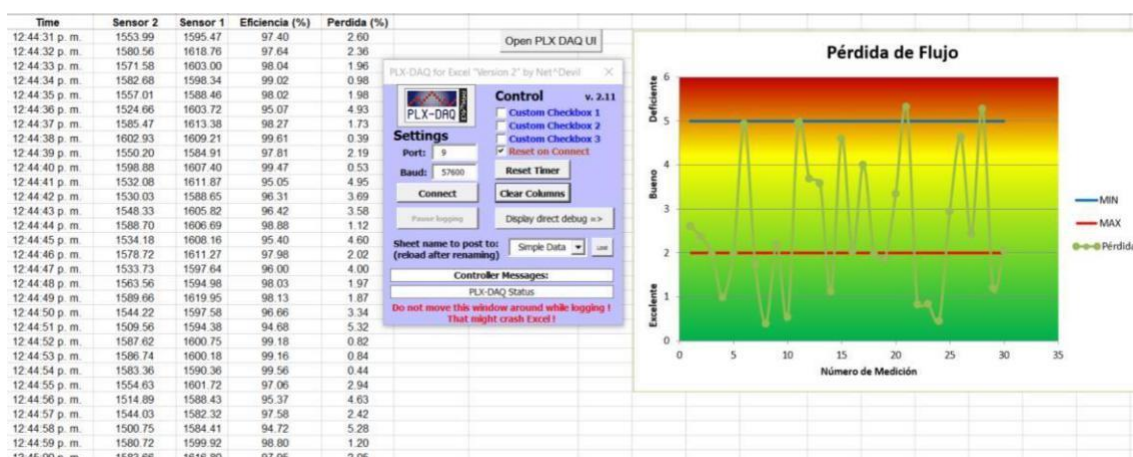 Time Sensor 2 Sensor 1 Eficiencia (%) Perdida (%)
12:44:31 p. m. 1553.99 1595.47 97.40 2.60
12:44:32 p. m. 1580.56 1618.76 97.64 2.36
12:44:33 p. m. 1571.58 1603.00 98.04 1.96
12:44:34 p. m. 1582.68 1598.34 99.02 0.98
12:44:35 p. m. 1557.01 1588.46 98.02 1.98
12:44:36 p. m. 1524.66 1603.72 95.07 4.93
12:44:37 p. m. 1585.47 1613.38 98.27 1.73
12:44:38 p. m. 1602.93 1609.21 99.61 0.39
12:44:39 p. m. 1550.20 1584.91 97.81 2.19
12:44:40 p. m. 1598.88 1607.40 99.47 0.53
12:44:41 p. m. 1532.08 1611.87 95.05 4.95
12:44:42 p. m. 1530.03 1588.65 96.31 3.69
12:44:43 p. m. 1548.33 1605.82 96.42 3.58
12:44:44 p. m. 1588.70 1606.69 98.88 1.12
12:44:45 p. m. 1534.18 1608.16 95.40 4.60
12:44:46 p. m. 1578.72 1611.27 97.98 2.02
12:44:47 p. m. 1533.73 1597.64 96.00 4.00
12:44:48 p. m. 1563.56 1594.98 98.03 1.97
12:44:49 p. m. 1589.66 1619.95 98.13 1.87
12:44:50 p. m. 1544.22 1597.58 96.66 3.34
12:44:51 p. m. 1509.56 1594.38 94.68 5.32
12:44:52 p. m. 1587.62 1600.75 99.18 0.82
12:44:53 p. m. 1586.74 1600.18 99.16 0.84
12:44:54 p. m. 1583.36 1590.36 99.56 0.44
12:44:55 p. m. 1554.63 1601.72 97.06 2.94
12:44:56 p. m. 1514.89 1588.43 95.37 4.63
12:44:57 p. m. 1544.03 1582.32 97.58 2.42
12:44:58 p. m. 1500.75 1584.41 94.72 5.28
12:44:59 p. m. 1580.72 1599.92 98.80 1.20
Open PLX DAQ UI
PLX-DAQ for Excel "Version 2" by Net^Devil
PLX-DAQ
Control v. 2.11
Custom Checkbox 1
Custom Checkbox 2
Custom Checkbox 3
Reset on Connect
Settings
Port: 9
Baud: 57600
Reset Timer
Connect
Clear Columns
Pause logging
Display direct debug =>
Sheet name to post to:
(reload after renaming)
Simple Data
Controller Messages:
PLX-DAQ Status
Do not move this window around while logging !
That might crash Excel !
Pérdida de Flujo
Deficiente
Bueno
Excelente
6
5
4
3
2
1
0
0 5 10 15 20 25 30 35
Número de Medición
MIN
MAX
Pérdida